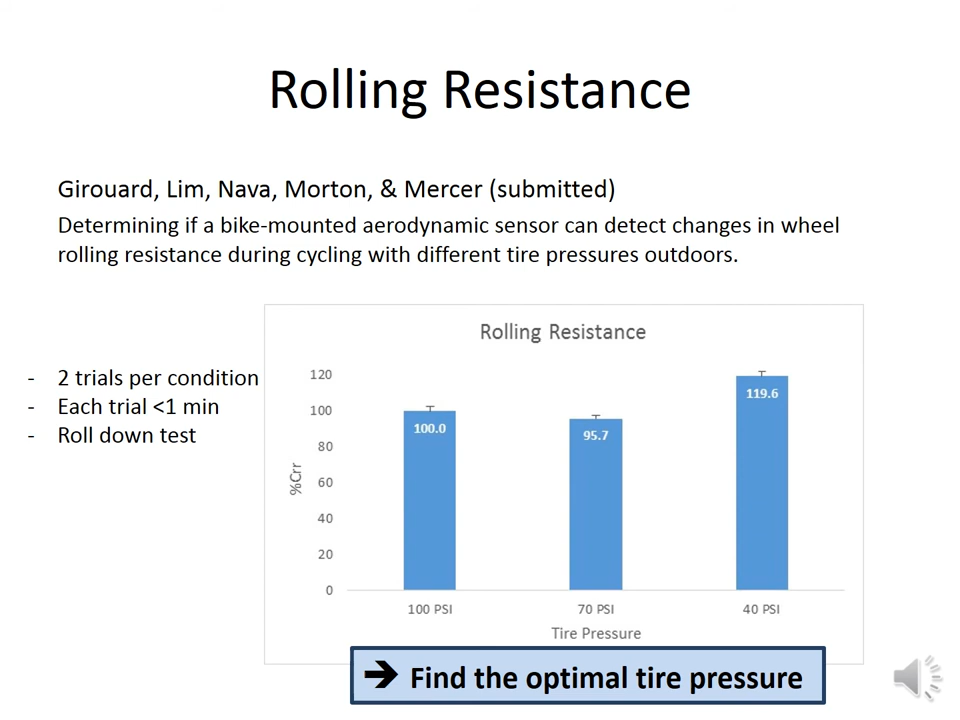 Rolling Resistance
Girouard, Lim, Nava, Morton, & Mercer (submitted)
Determining if a bike-mounted aerodynamic sensor can detect changes in wheel
rolling resistance during cycling with different tire pressures outdoors.
- 2 trials per condition
- Each trial <1 min
- Roll down test
Rolling Resistance
120
100
80
60
40
20
0
%Crr
100.0
95.7
119.6
100 PSI
70 PSI
40 PSI
Tire Pressure
➔ Find the optimal tire pressure